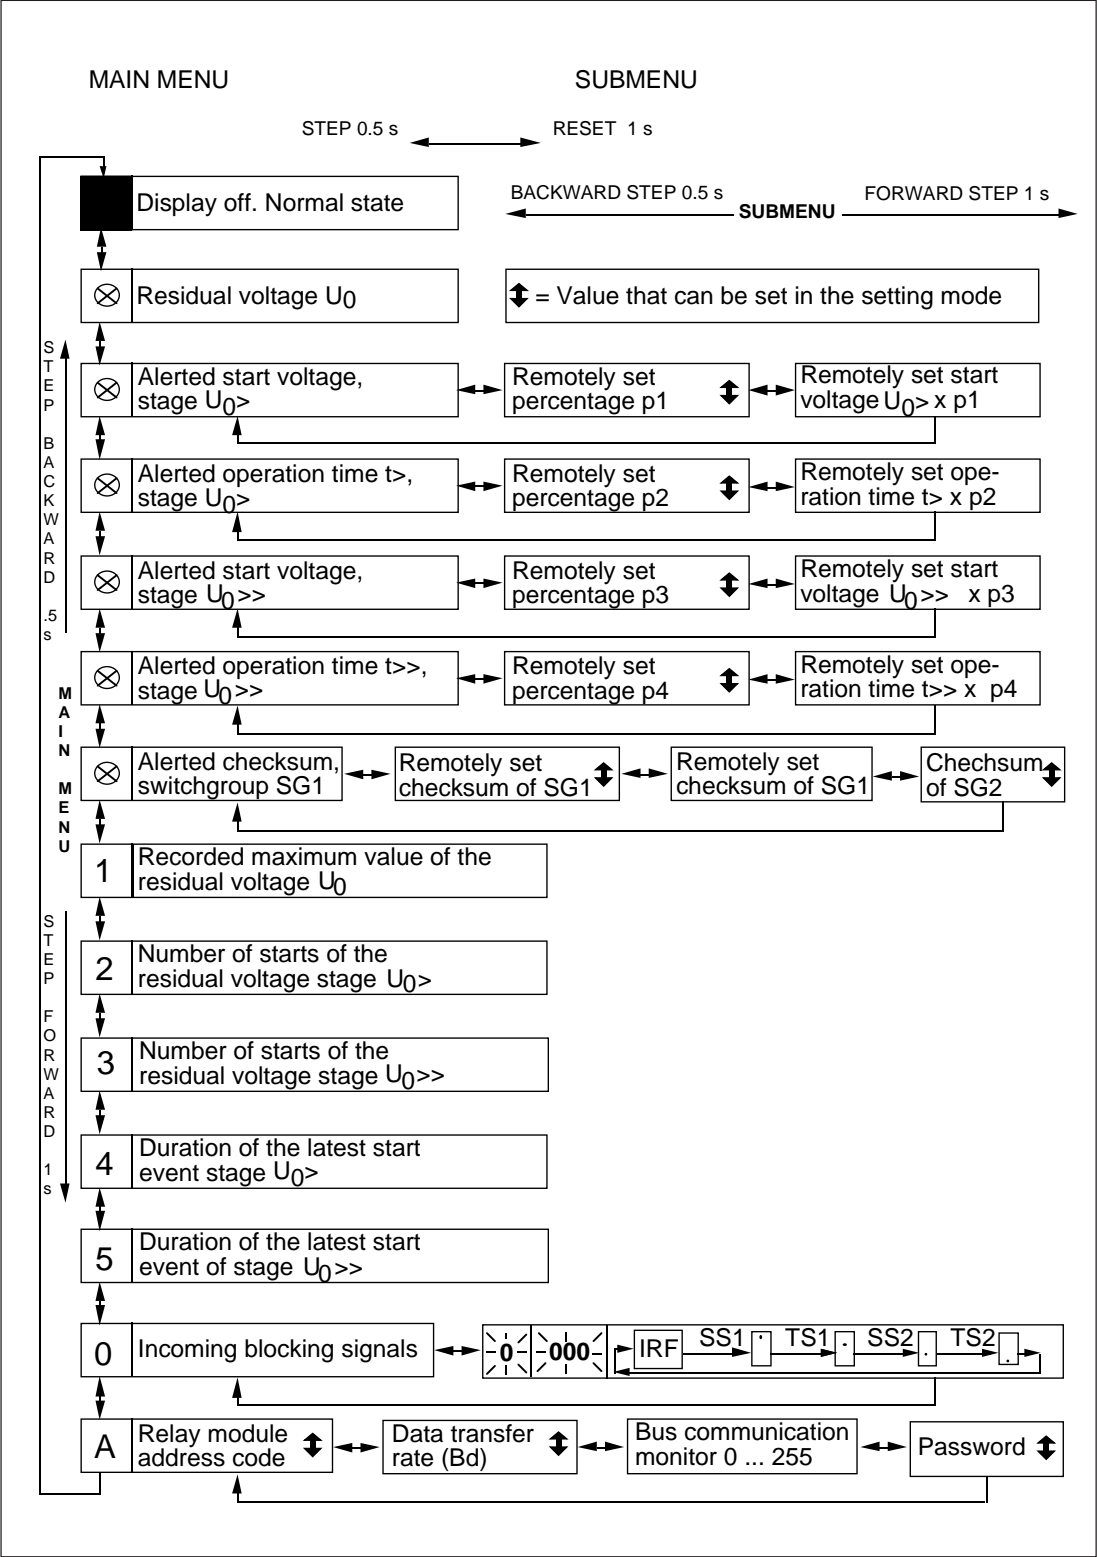 MAIN MENU
SUBMENU
STEP 0.5 s
RESET 1 s
Display off. Normal state
BACKWARD STEP 0.5 s
FORWARD STEP 1 s
SUBMENU
Residual voltage U0
= Value that can be set in the setting mode
STEP BACKWARD .5 s
MAIN MENU
STEP FORWARD 1 s
Alerted start voltage,
stage U0>
Remotely set
percentage p1
Remotely set start
voltage U0> x p1
Alerted operation time t>,
stage U0>
Remotely set
percentage p2
Remotely set ope-
ration time t> x p2
Alerted start voltage,
stage U0>>
Remotely set
percentage p3
Remotely set start
voltage U0>> x p3
Alerted operation time t>>,
stage U0>>
Remotely set
percentage p4
Remotely set ope-
ration time t>> x p4
Alerted checksum,
switchgroup SG1
Remotely set
checksum of SG1
Remotely set
checksum of SG1
Chechsum
of SG2
1
Recorded maximum value of the
residual voltage U0
2
Number of starts of the
residual voltage stage U0>
3
Number of starts of the
residual voltage stage U0>>
4
Duration of the latest start
event stage U0>
5
Duration of the latest start
event of stage U0>>
0
Incoming blocking signals
0
000
IRF
SS1
TS1
SS2
TS2
A
Relay module
address code
Data transfer
rate (Bd)
Bus communication
monitor 0 ... 255
Password